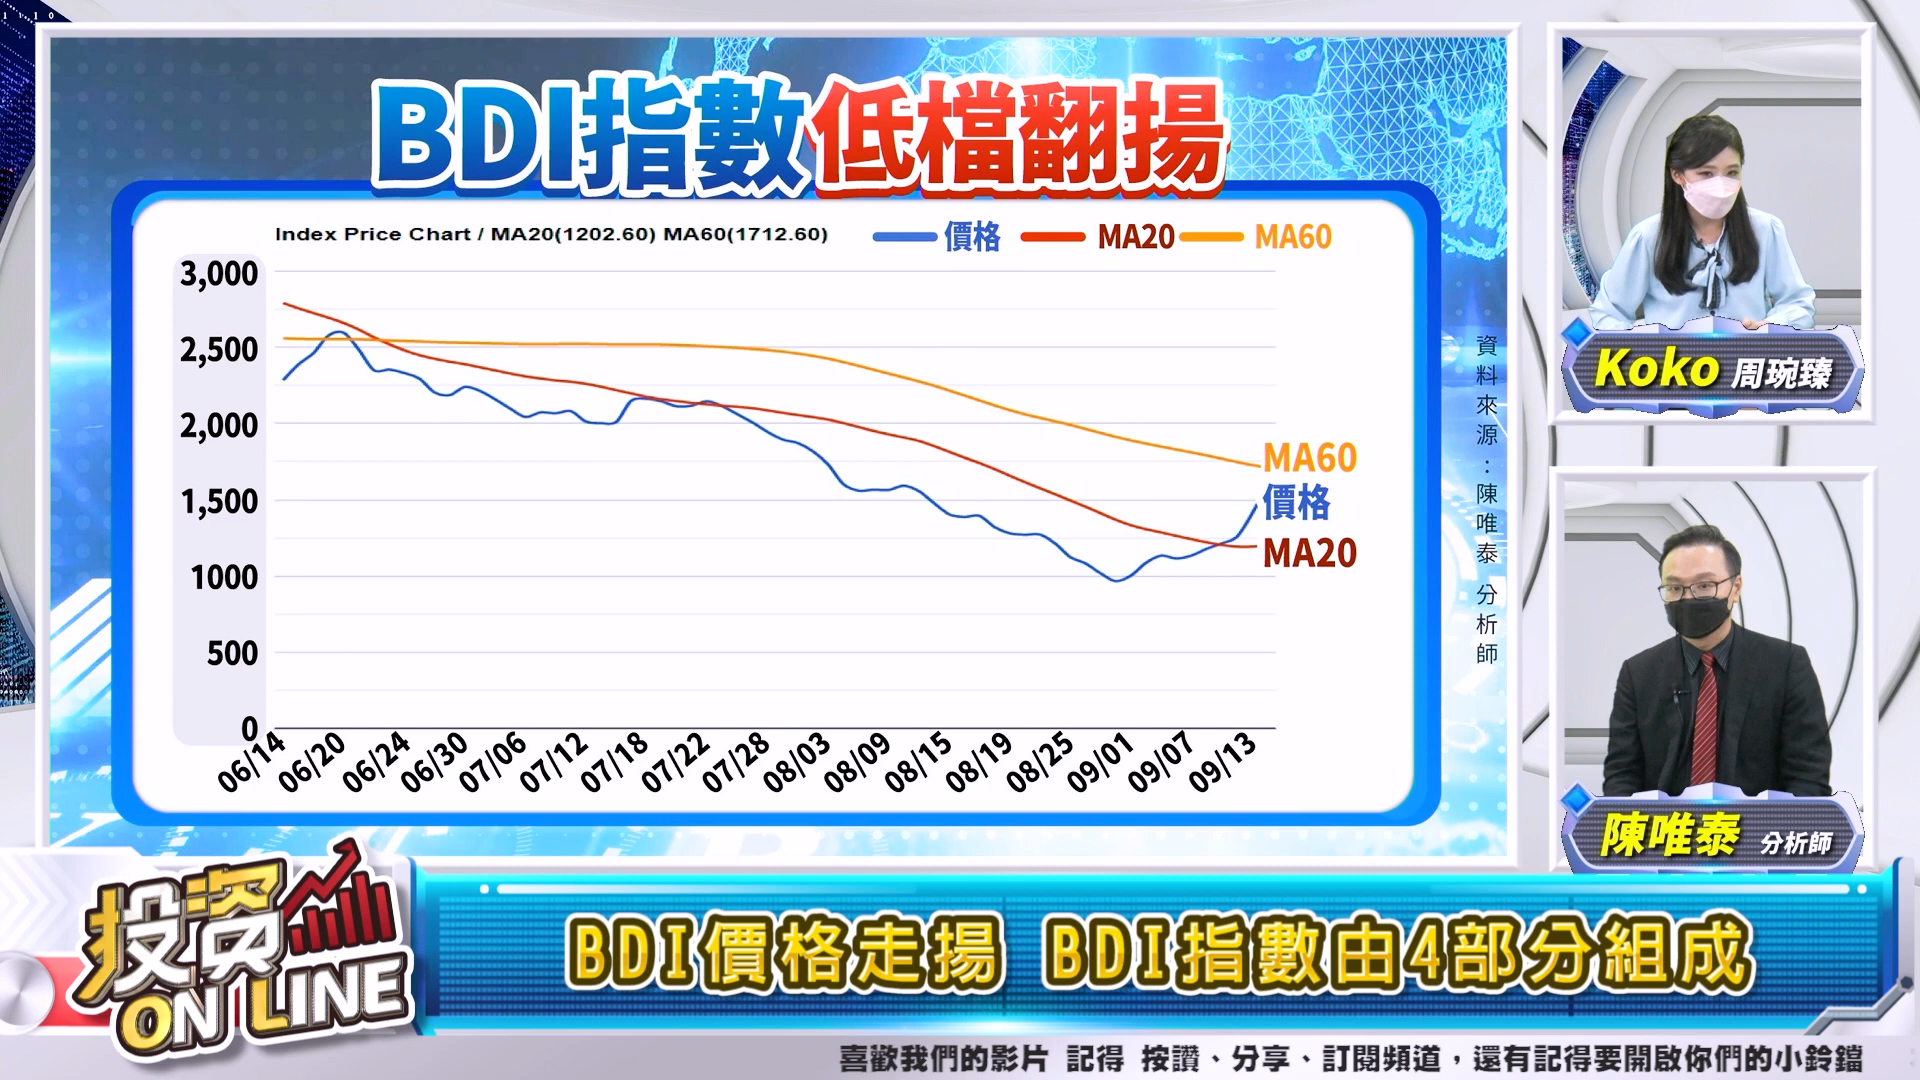 BDI指數低檔翻揚
Index Price Chart / MA20(1202.60) MA60(1712.60)
價格 MA20 MA60
3,000
2,500
2,000
1,500
1000
500
0
06/14 06/20 06/24 06/30 07/06 07/12 07/18 07/22 07/28 08/03 08/09 08/15 08/19 08/25 09/01 09/07 09/13
MA60
價格
MA20
資料來源：陳唯泰 分析師
Koko 周琬臻
陳唯泰 分析師
投資
ON LINE
BDI價格走揚 BDI指數由4部分組成
喜歡我們的影片 記得 按讚、分享、訂閱頻道，還有記得要開啟你們的小鈴鐺